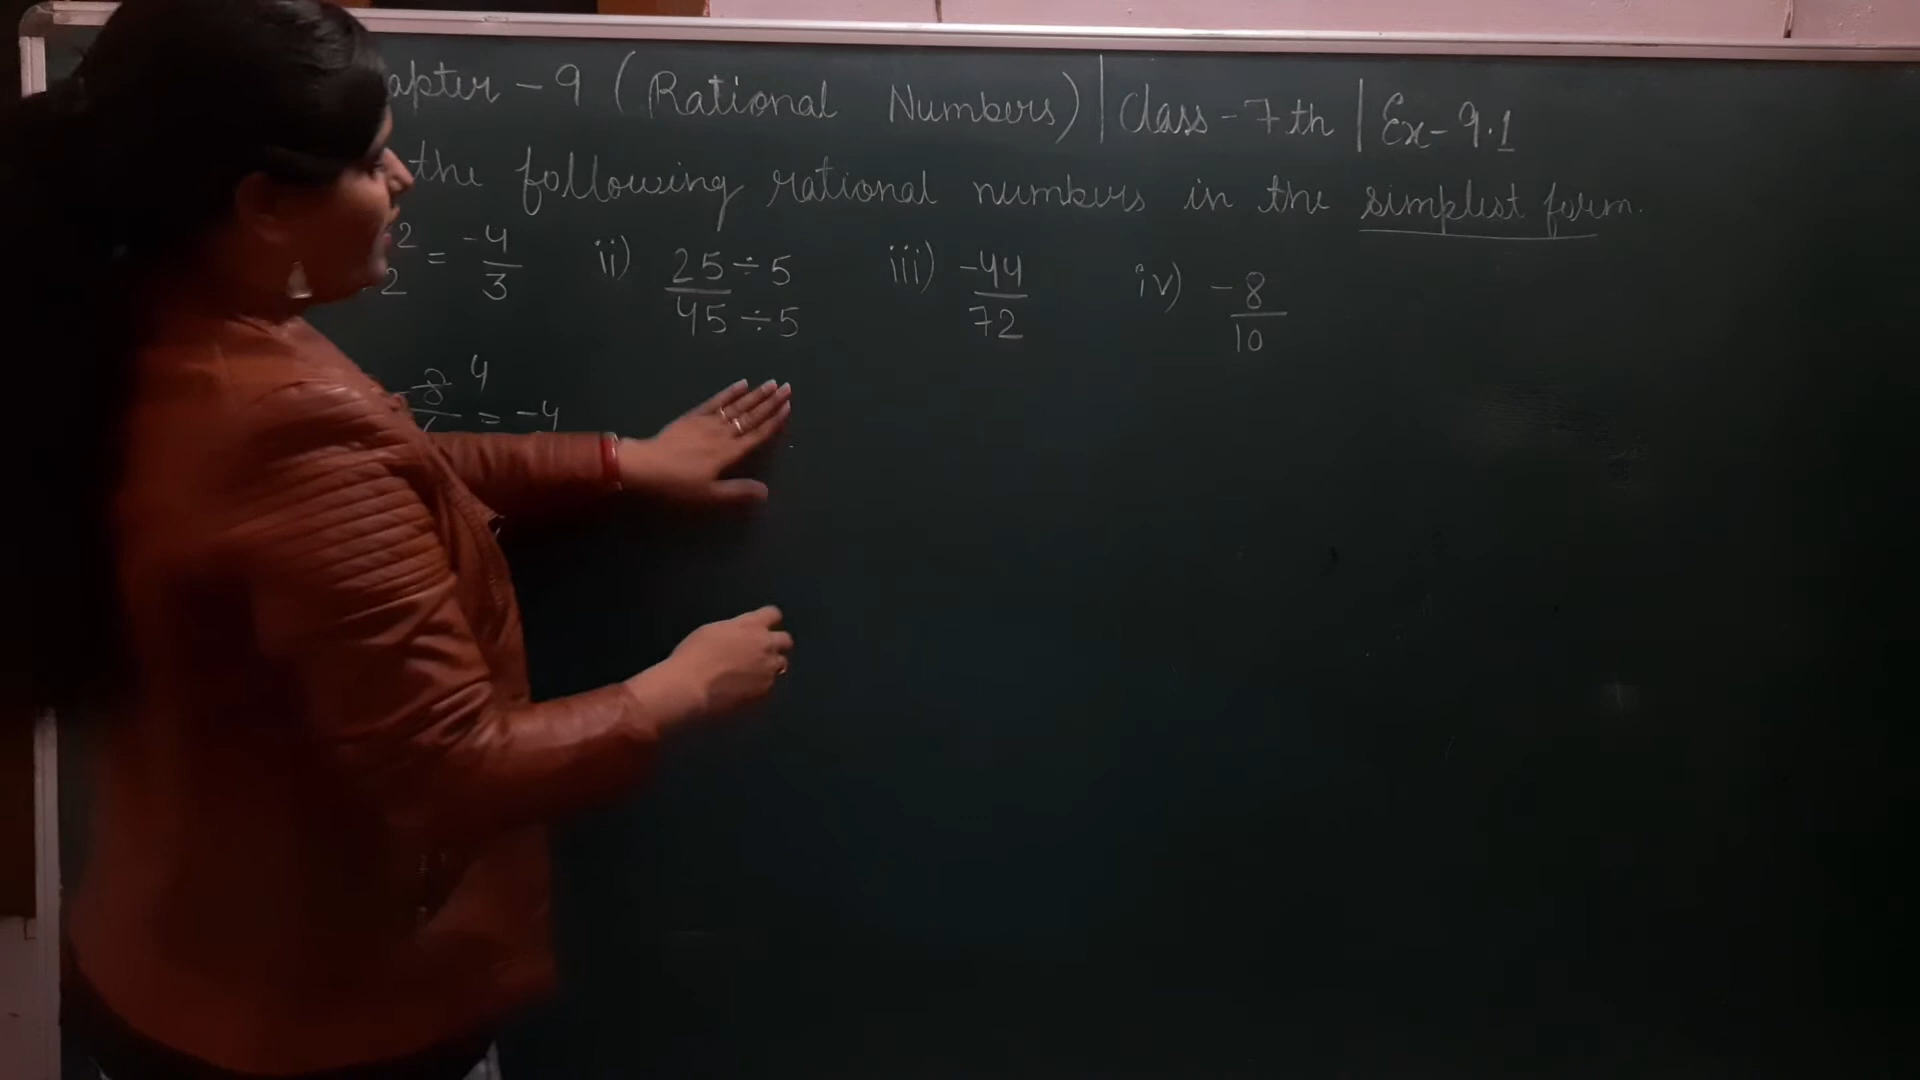 apter - 9 (Rational Numbers) | Class - 7th | Ex - 9.1
the following rational numbers in the simplest form.
2/2 = -4/3 ii) 25÷5/45÷5 iii) -44/72 iv) -8/10
4
= -4